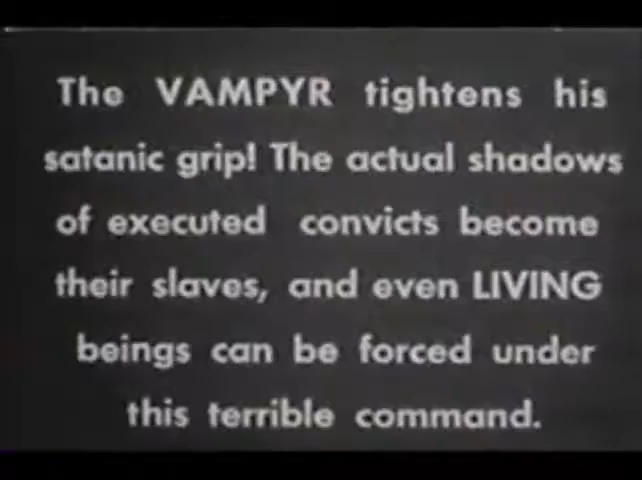 The VAMPYR tightens his
satanic grip! The actual shadows
of executed convicts become
their slaves, and even LIVING
beings can be forced under
this terrible command.